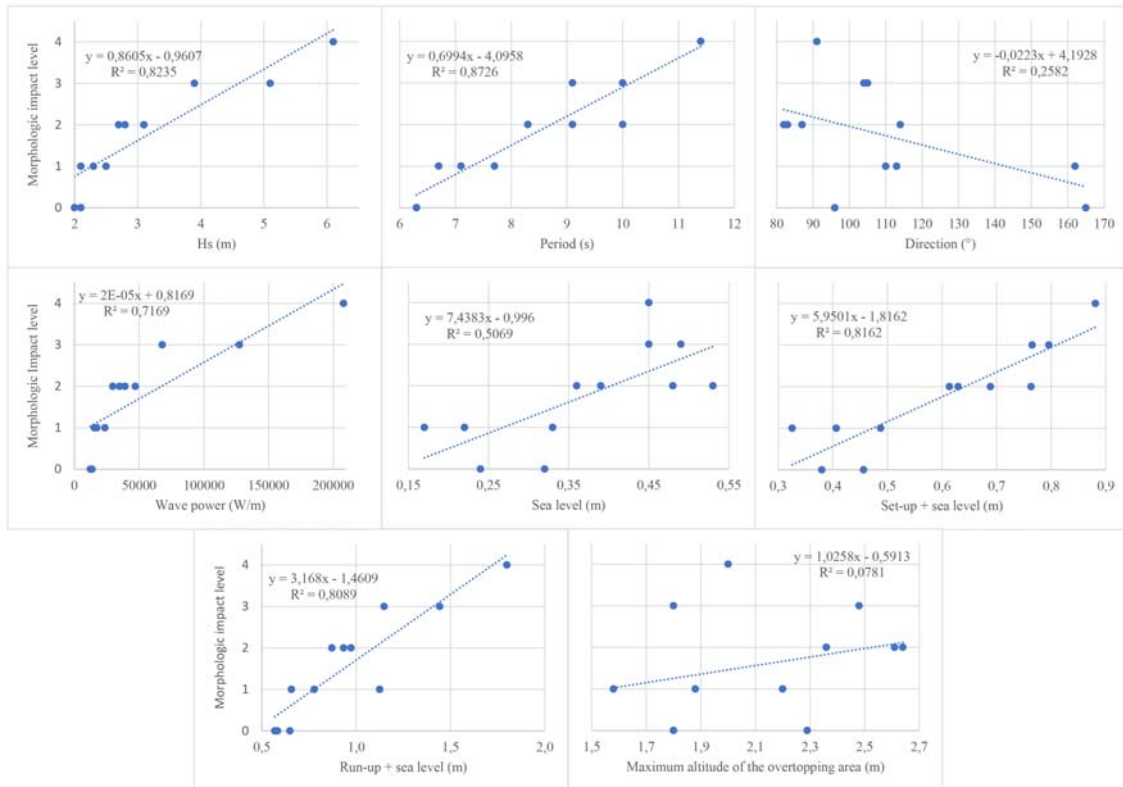 Morphologic impact level
4
3
2
1
0
y = 0,8605x - 0,9607
R² = 0,8235
2 3 4 5 6
Hs (m)
y = 0,6994x - 4,0958
R² = 0,8726
6 7 8 9 10 11 12
Period (s)
y = -0,0223x + 4,1928
R² = 0,2582
80 90 100 110 120 130 140 150 160 170
Direction (°)
Morphologic Impact level
4
3
2
1
0
y = 2E-05x + 0,8169
R² = 0,7169
0 50000 100000 150000 200000
Wave power (W/m)
y = 7,4383x - 0,996
R² = 0,5069
0,15 0,25 0,35 0,45 0,55
Sea level (m)
y = 5,9501x - 1,8162
R² = 0,8162
0,3 0,4 0,5 0,6 0,7 0,8 0,9
Set-up + sea level (m)
Morphologic impact level
4
3
2
1
0
y = 3,168x - 1,4609
R² = 0,8089
0,5 1,0 1,5 2,0
Run-up + sea level (m)
y = 1,0258x - 0,5913
R² = 0,0781
1,5 1,7 1,9 2,1 2,3 2,5 2,7
Maximum altitude of the overtopping area (m)